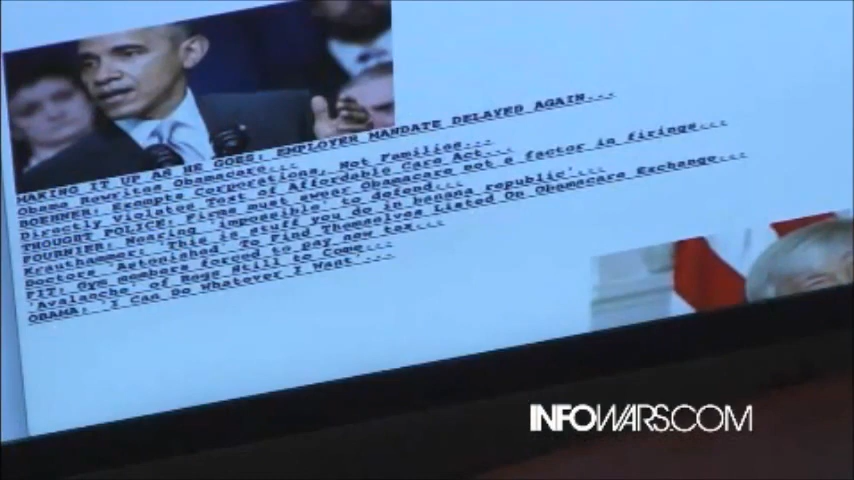 MAKING IT UP AS HE GOES: EMPLOYER MANDATE DELAYED AGAIN...
Obama Rewrites Obamacare...
BOEHNER: Exempts Corporations, Not Families...
Directly Violates Text of Affordable Care Act...
THOUGHT POLICE: Firms must swear Obamacare not a factor in firings...
FOURNIER: Nearing 'impossible' to defend...
Krauthammer: 'This is stuff you do in banana republic'...
Doctors 'Astonished' To Find Themselves Listed On Obamacare Exchange...
FIT: Gym members forced to pay new tax...
'Avalanche' of Regs Still to Come...
OBAMA: 'I Can Do Whatever I Want'...
INFOWARS.COM